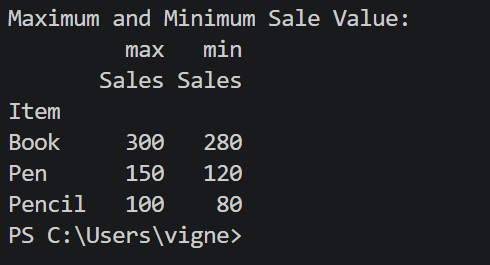 Maximum and Minimum Sale Value:
          max   min
        Sales Sales
Item
Book      300   280
Pen       150   120
Pencil    100    80
PS C:\Users\vigne>